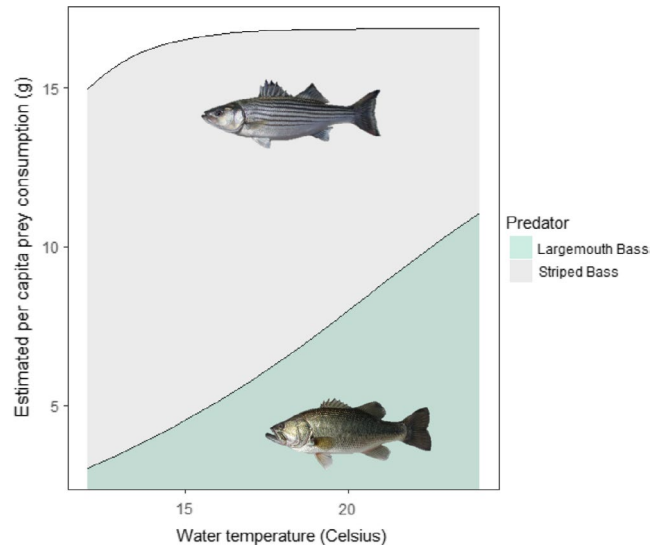 Estimated per capita prey consumption (g)
15
10
5
15
20
Water temperature (Celsius)
Predator
Largemouth Bass
Striped Bass